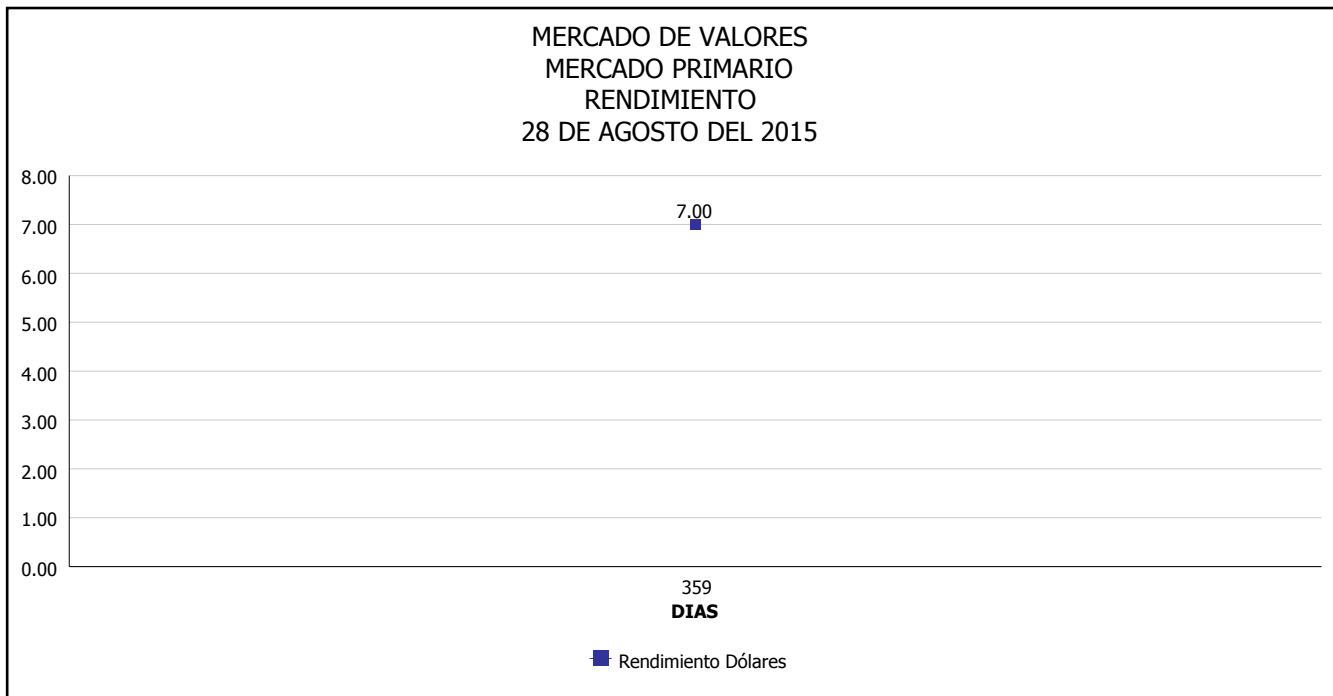 MERCADO DE VALORES
MERCADO PRIMARIO
RENDIMIENTO
28 DE AGOSTO DEL 2015
8.00
7.00
7.00
6.00
5.00
4.00
3.00
2.00
1.00
0.00
359
DIAS
Rendimiento Dólares